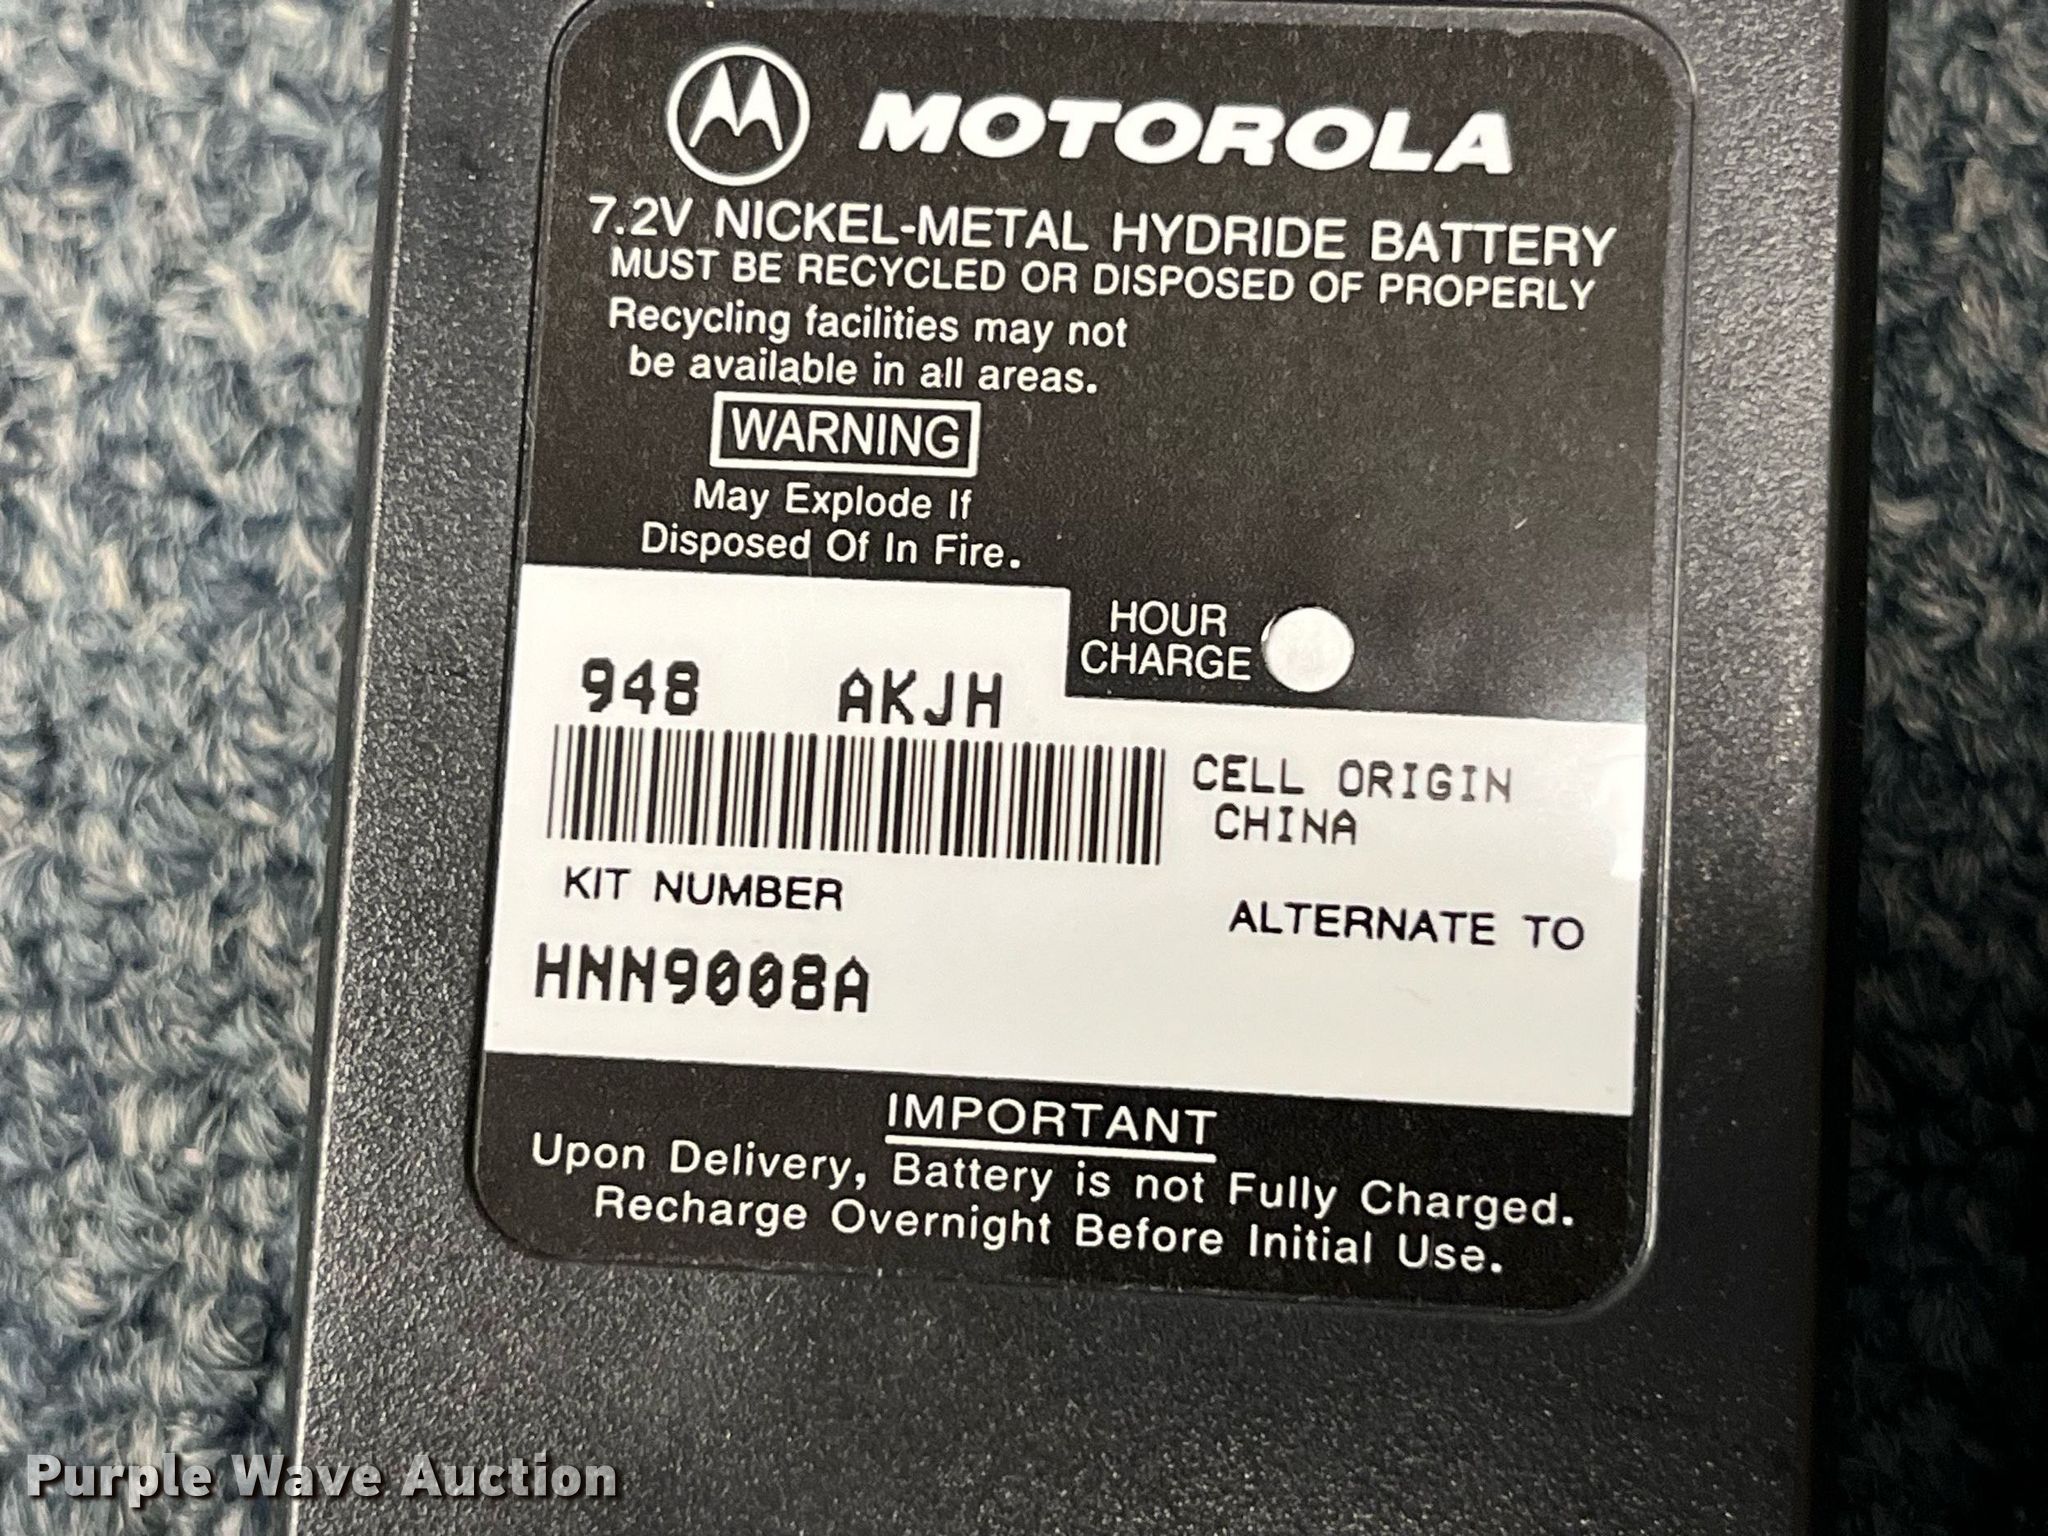 MOTOROLA
7.2V NICKEL-METAL HYDRIDE BATTERY
MUST BE RECYCLED OR DISPOSED OF PROPERLY
Recycling facilities may not
be available in all areas.
WARNING
May Explode If
Disposed Of In Fire.
HOUR
CHARGE
948 AKJH
CELL ORIGIN
CHINA
KIT NUMBER
ALTERNATE TO
HNN9008A
IMPORTANT
Upon Delivery, Battery is not Fully Charged.
Recharge Overnight Before Initial Use.
Purple Wave Auction